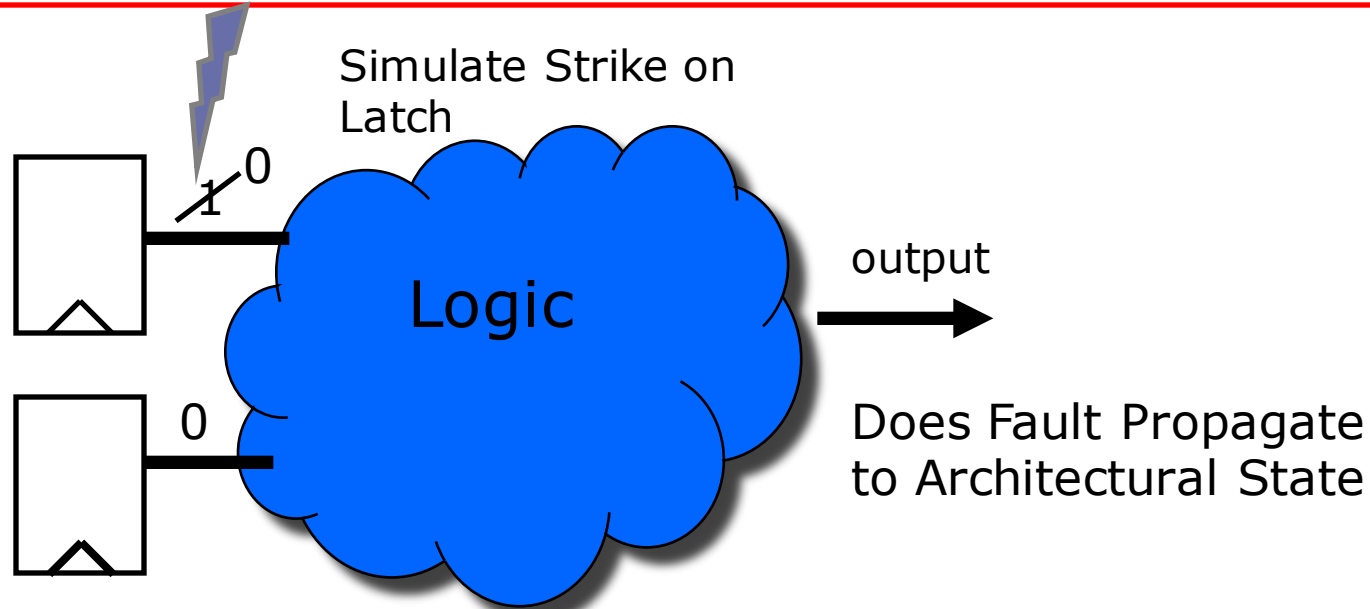 Simulate Strike on
Latch
0
1
Logic
output
0
Does Fault Propagate
to Architectural State